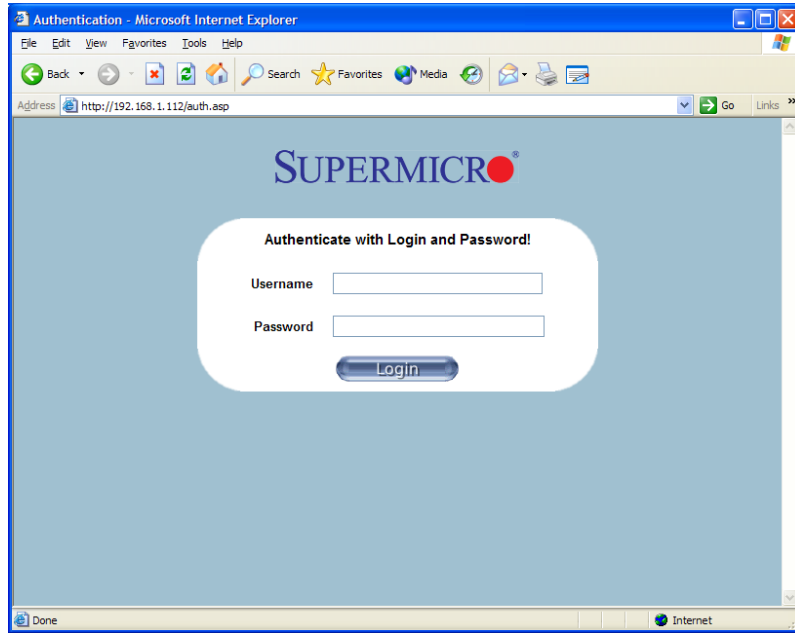 Authentication - Microsoft Internet Explorer
File Edit View Favorites Tools Help
Back Search Favorites Media
Address http://192.168.1.112/auth.asp Go Links »
SUPERMICRO®
Authenticate with Login and Password!
Username
Password
Login
Done Internet